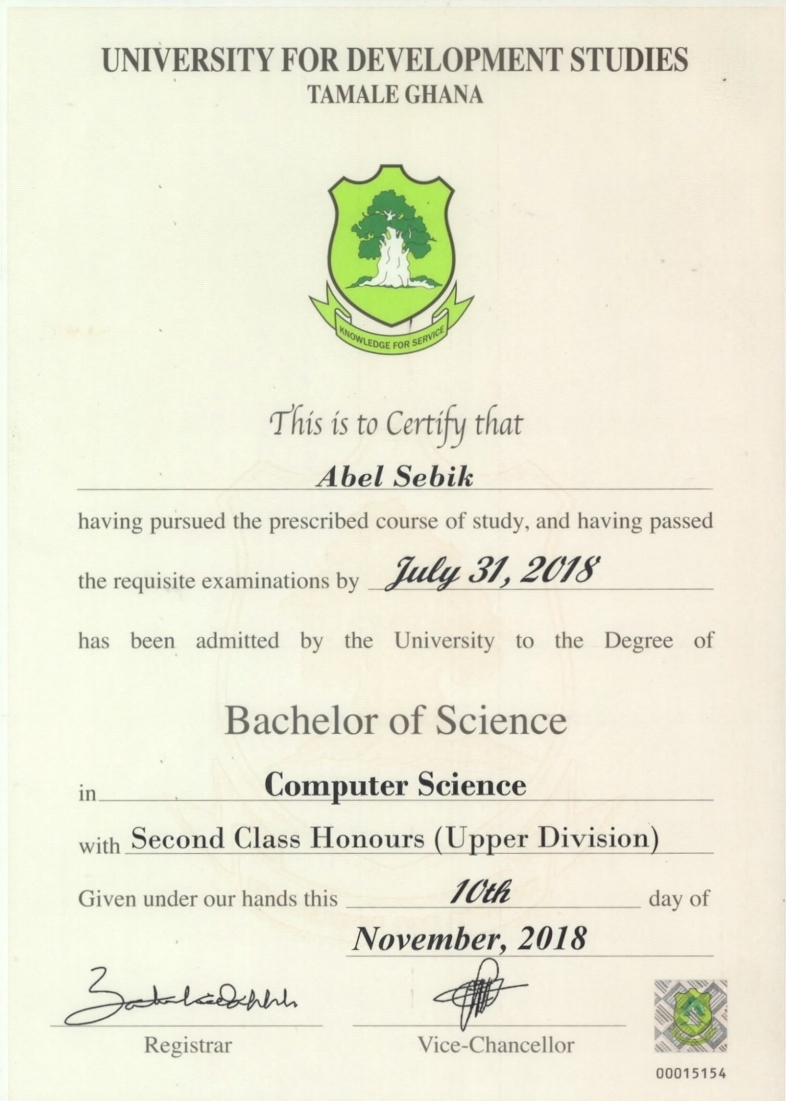 UNIVERSITY FOR DEVELOPMENT STUDIES
TAMALE GHANA
KNOWLEDGE FOR SERVICE
This is to Certify that
Abel Sebik
having pursued the prescribed course of study, and having passed
the requisite examinations by July 31, 2018
has been admitted by the University to the Degree of
Bachelor of Science
in Computer Science
with Second Class Honours (Upper Division)
Given under our hands this 10th day of
November, 2018
Registrar Vice-Chancellor
00015154